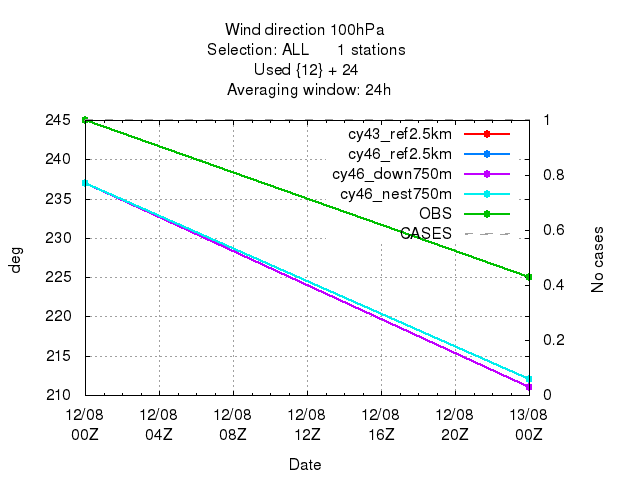 Wind direction 100hPa
Selection: ALL 1 stations
Used {12} + 24
Averaging window: 24h
245
240
235
230
225
220
215
210
deg
1
0.8
0.6
0.4
0.2
0
No cases
cy43_ref2.5km
cy46_ref2.5km
cy46_down750m
cy46_nest750m
OBS
CASES
12/08 12/08 12/08 12/08 12/08 12/08 13/08
00Z 04Z 08Z 12Z 16Z 20Z 00Z
Date